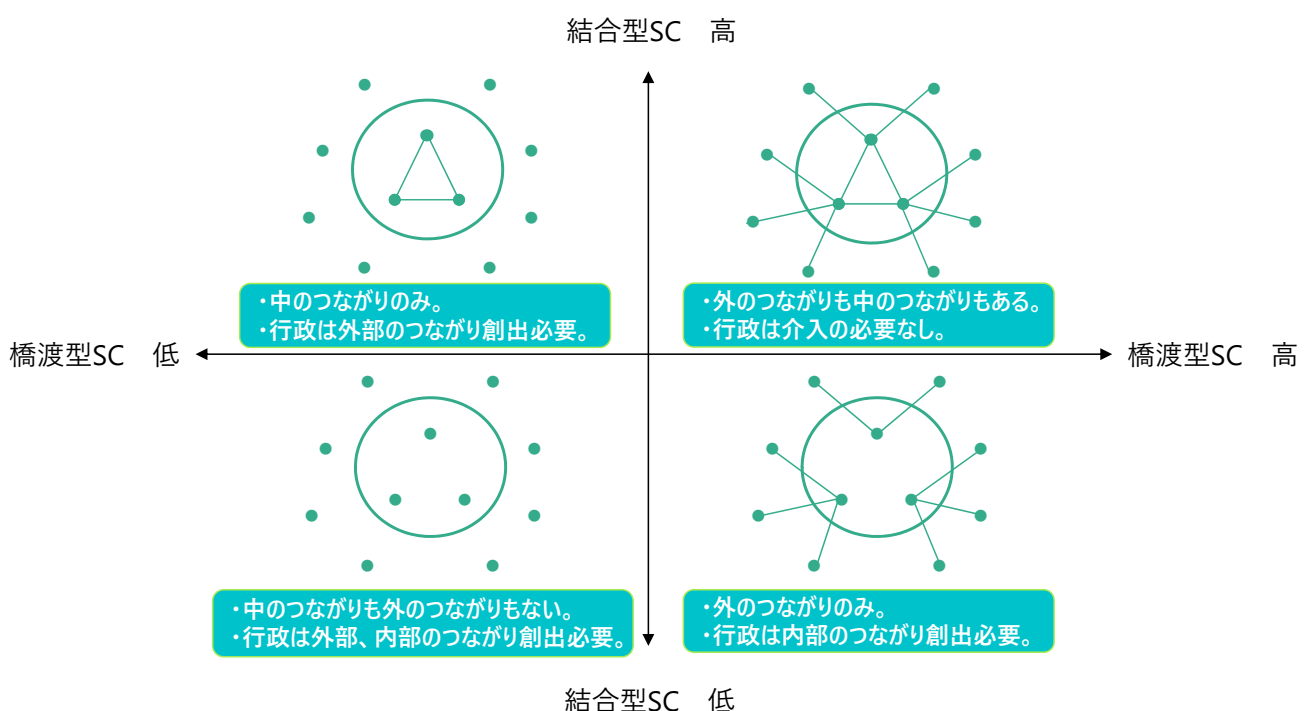 結合型SC　高
・中のつながりのみ。
・行政は外部のつながり創出必要。
・外のつながりも中のつながりもある。
・行政は介入の必要なし。
橋渡型SC　低
橋渡型SC　高
・中のつながりも外のつながりもない。
・行政は外部、内部のつながり創出必要。
・外のつながりのみ。
・行政は内部のつながり創出必要。
結合型SC　低